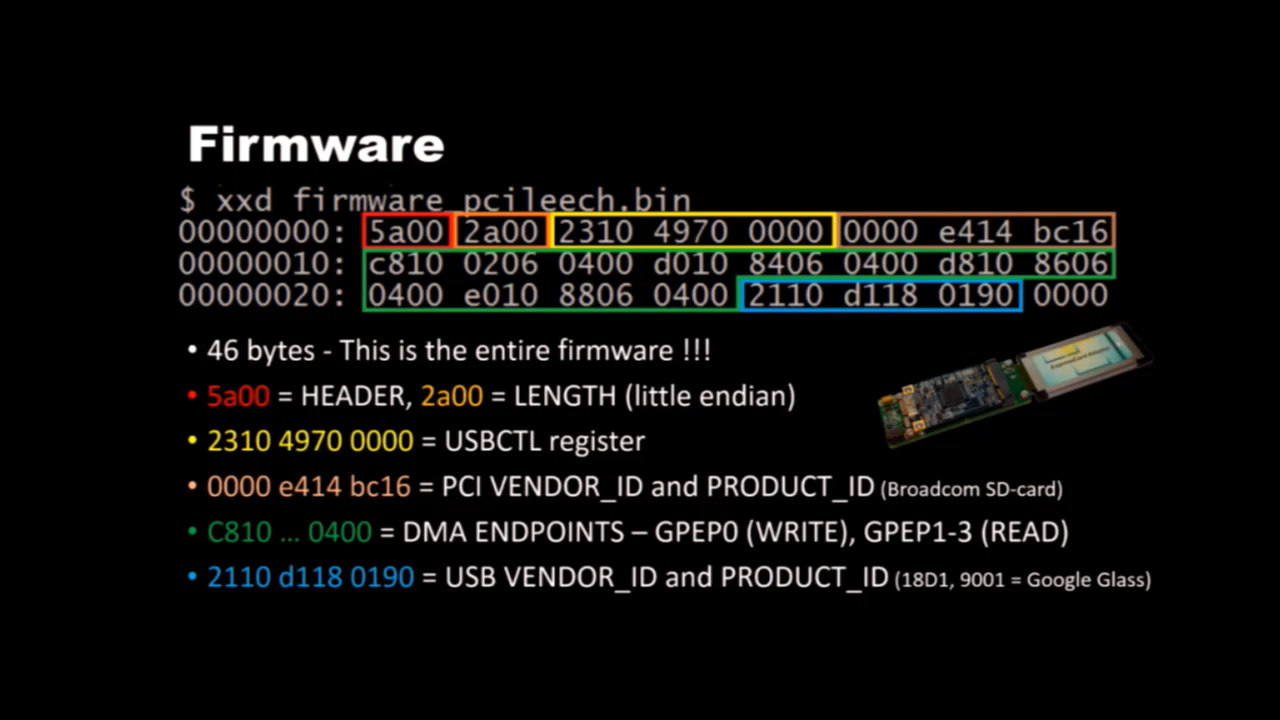 Firmware
$ xxd firmware_pcileech.bin
00000000: 5a00 2a00 2310 4970 0000 0000 e414 bc16
00000010: c810 0206 0400 d010 8406 0400 d810 8606
00000020: 0400 e010 8806 0400 2110 d118 0190 0000
• 46 bytes - This is the entire firmware !!!
• 5a00 = HEADER, 2a00 = LENGTH (little endian)
• 2310 4970 0000 = USBCTL register
• 0000 e414 bc16 = PCI VENDOR_ID and PRODUCT_ID (Broadcom SD-card)
• C810 ... 0400 = DMA ENDPOINTS – GPEP0 (WRITE), GPEP1-3 (READ)
• 2110 d118 0190 = USB VENDOR_ID and PRODUCT_ID (18D1, 9001 = Google Glass)